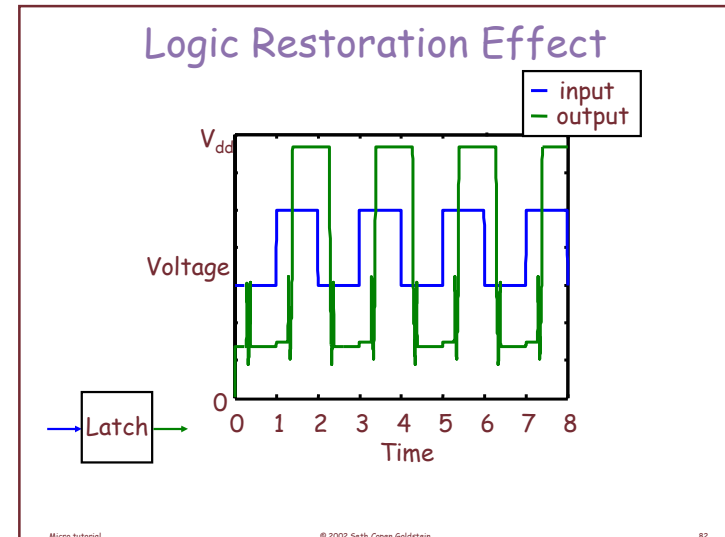 Logic Restoration Effect
input
output
Vdd
Voltage
0
Latch
0 1 2 3 4 5 6 7 8
Time
Micro tutorial
© 2002 Seth Copen Goldstein
82